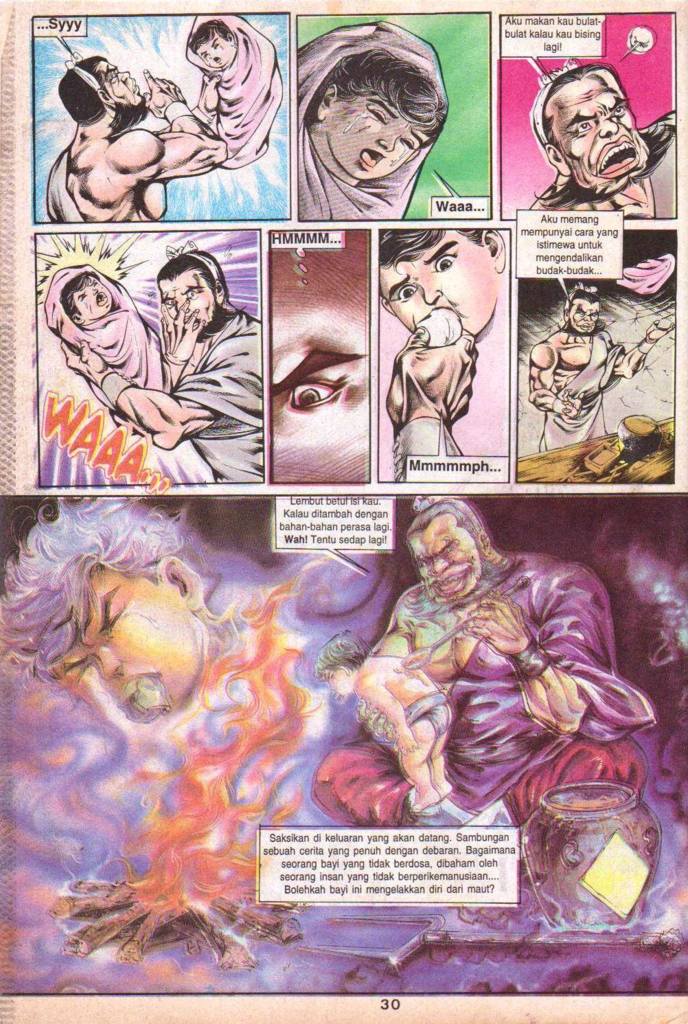 ...Syyy
Waaa...
Aku makan kau bulat-
bulat kalau kau bising
lagi!
WAAA...
HMMMM...
Mmmmmph...
Aku memang
mempunyai cara yang
istimewa untuk
mengendalikan
budak-budak...
Lembut betul isi kau.
Kalau ditambah dengan
bahan-bahan perasa lagi.
Wah! Tentu sedap lagi!
Saksikan di keluaran yang akan datang. Sambungan
sebuah cerita yang penuh dengan debaran. Bagaimana
seorang bayi yang tidak berdosa, dibaham oleh
seorang insan yang tidak berperikemanusiaan....
Bolehkah bayi ini mengelakkan diri dari maut?
30